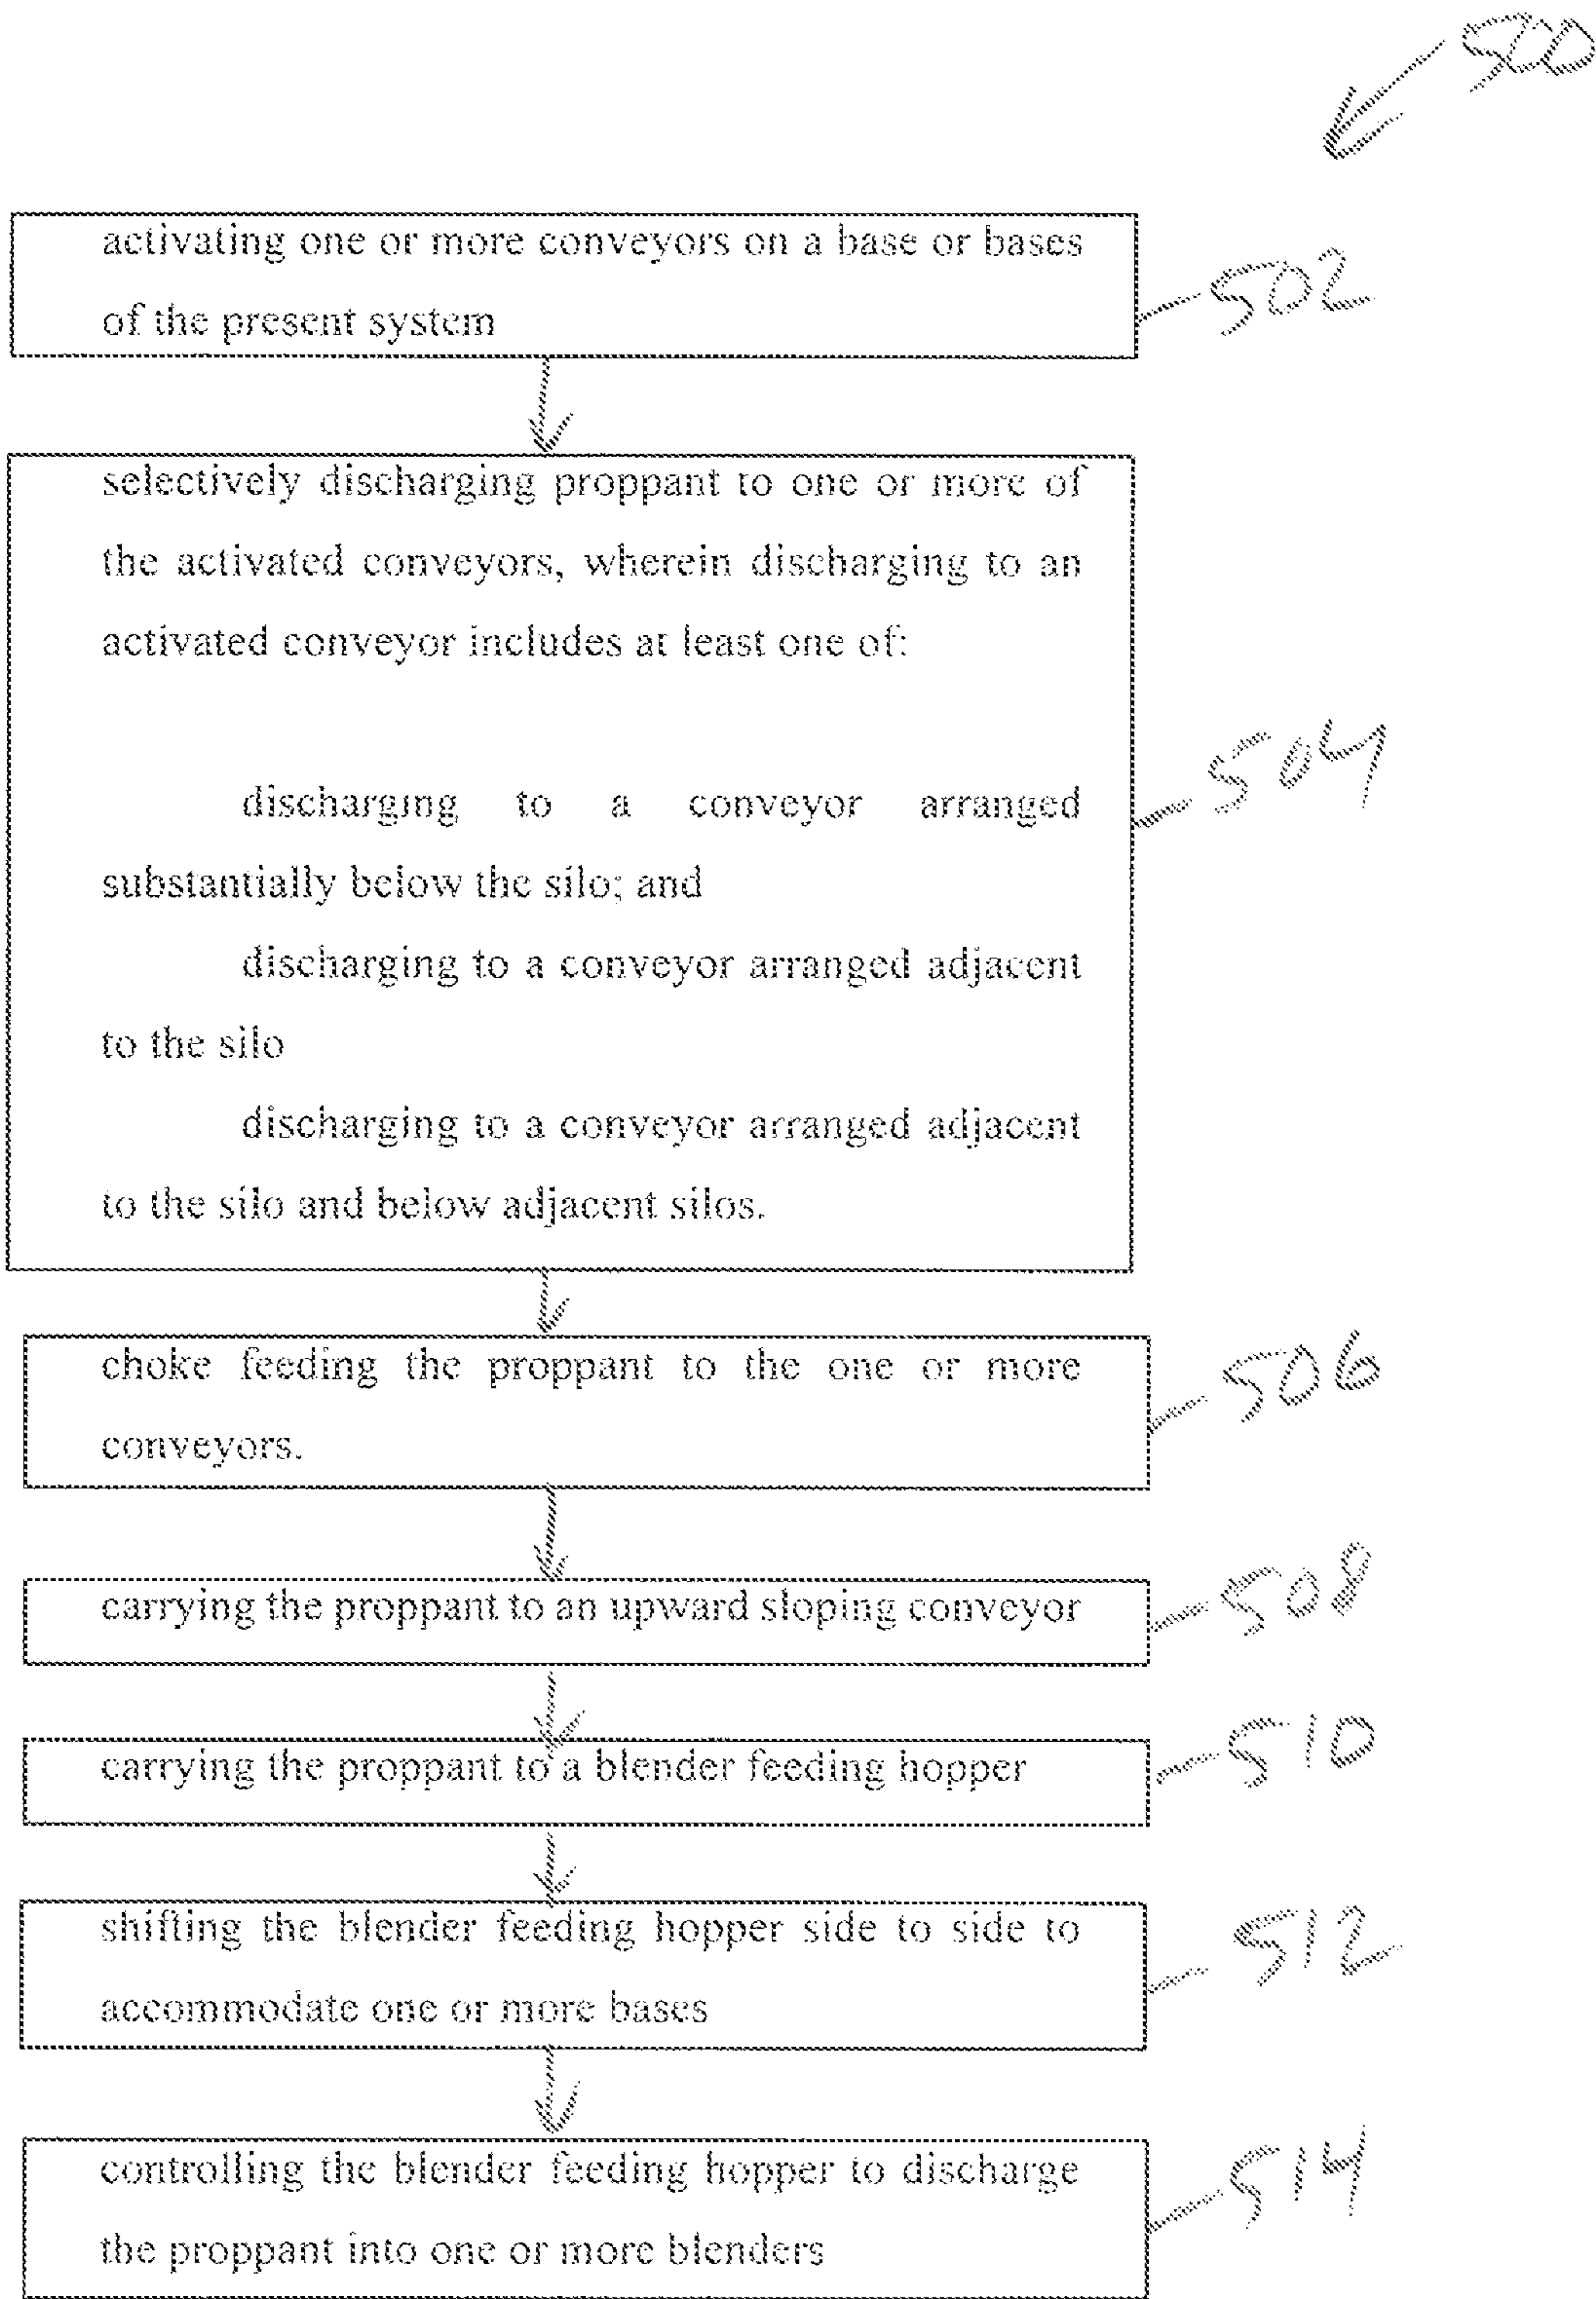 500
activating one or more conveyors on a base or bases
of the present system
502
selectively discharging proppant to one or more of
the activated conveyors, wherein discharging to an
activated conveyor includes at least one of:
discharging to a conveyor arranged
504
substantially below the silo; and
discharging to a conveyor arranged adjacent
to the silo
discharging to a conveyor arranged adjacent
to the silo and below adjacent silos.
choke feeding the proppant to the one or more
506
conveyors.
carrying the proppant to an upward sloping conveyor
508
carrying the proppant to a blender feeding hopper
510
shifting the blender feeding hopper side to side to
512
accommodate one or more bases
controlling the blender feeding hopper to discharge
514
the proppant into one or more blenders